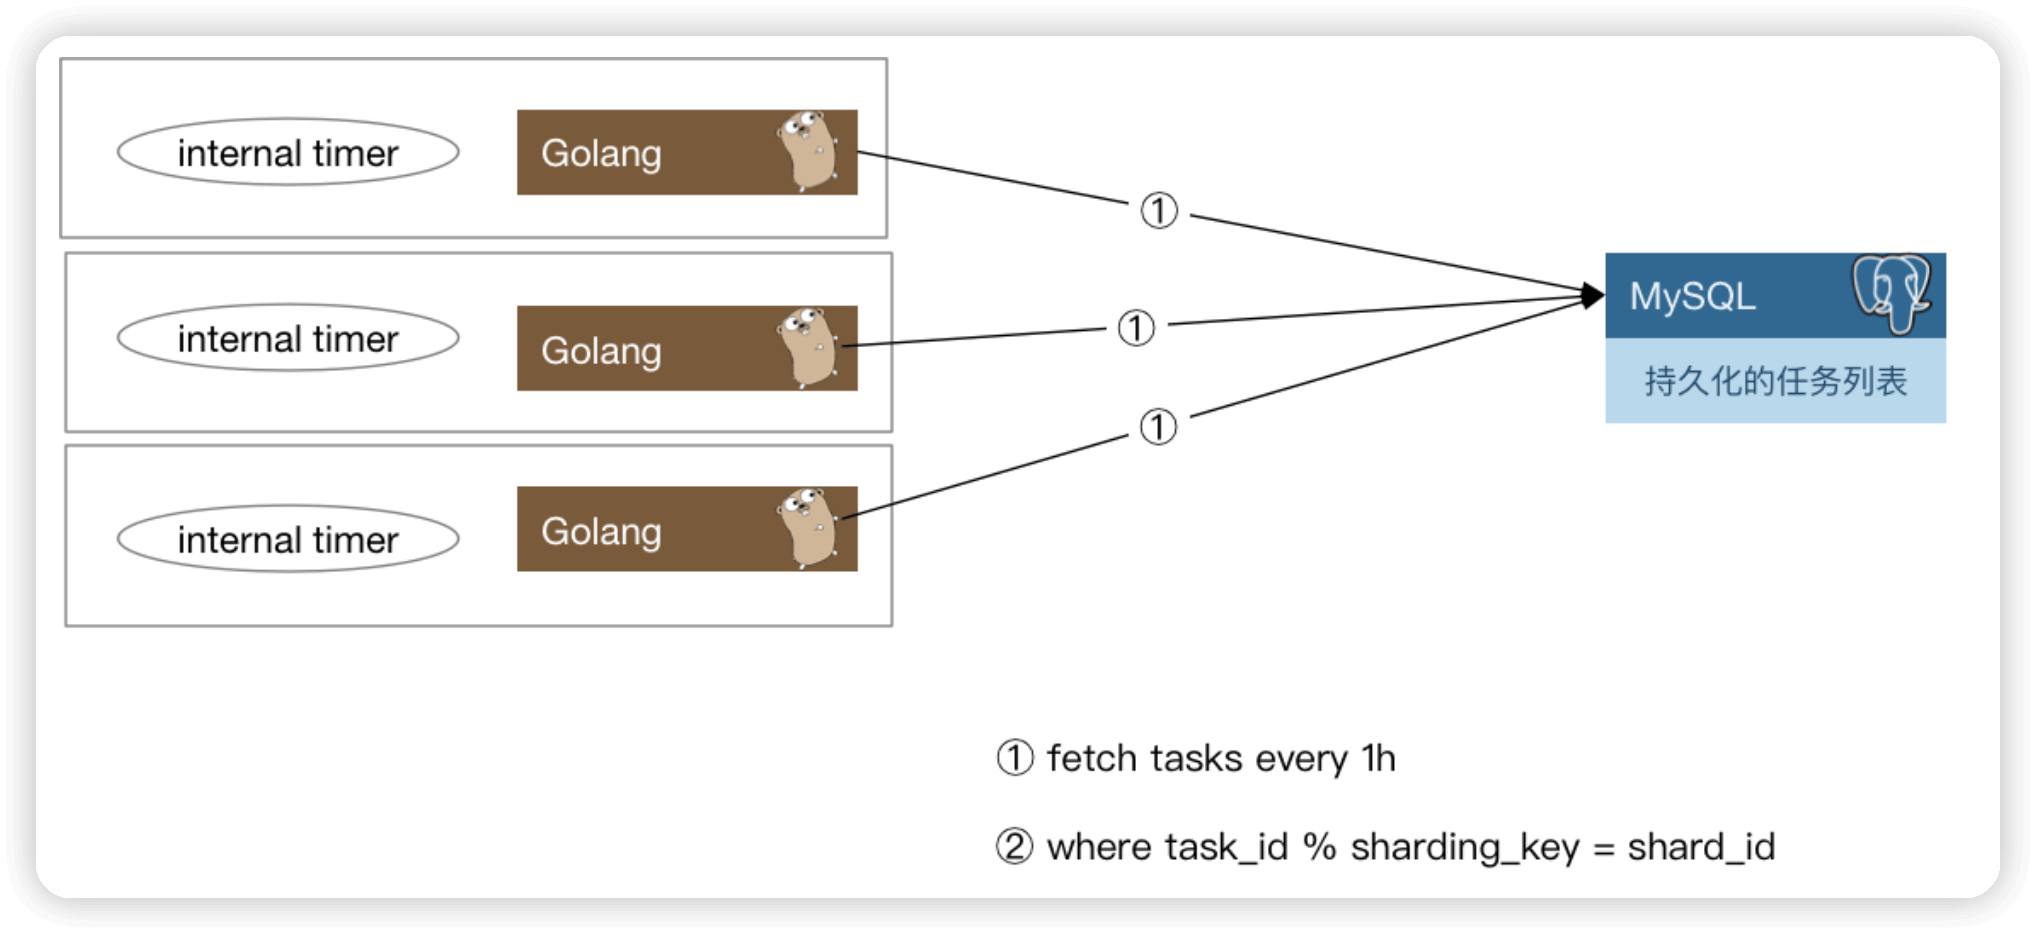 internal timer
Golang
①
internal timer
Golang
①
MySQL
持久化的任务列表
①
internal timer
Golang
① fetch tasks every 1h
② where task_id % sharding_key = shard_id